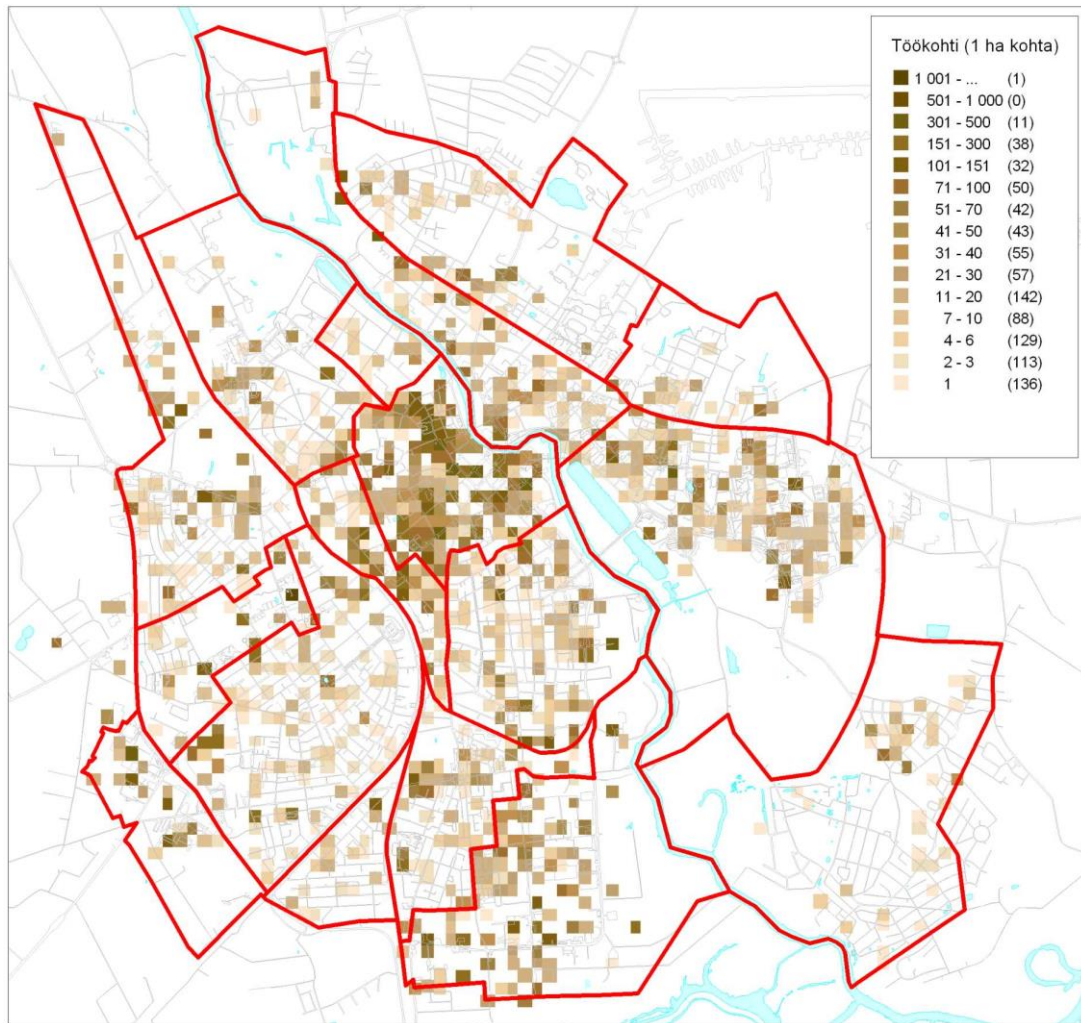 Töökohti (1 ha kohta)
1 001 - ... (1)
501 - 1 000 (0)
301 - 500 (11)
151 - 300 (38)
101 - 151 (32)
71 - 100 (50)
51 - 70 (42)
41 - 50 (43)
31 - 40 (55)
21 - 30 (57)
11 - 20 (142)
7 - 10 (88)
4 - 6 (129)
2 - 3 (113)
1 (136)